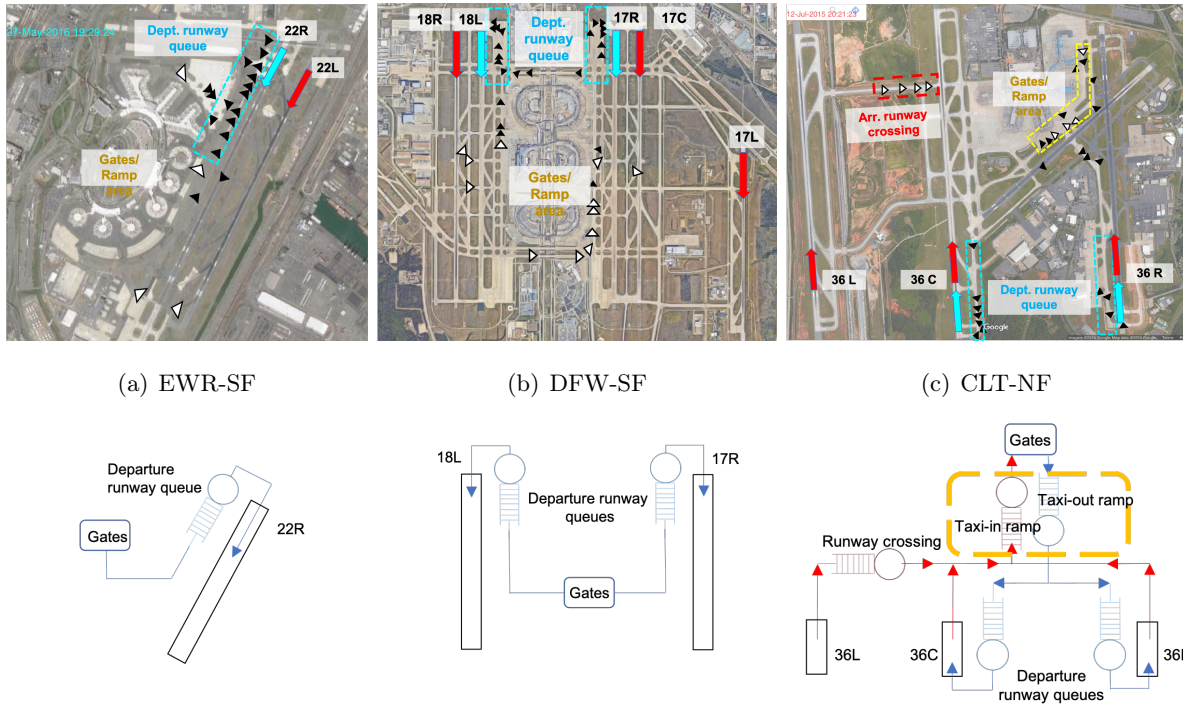 27-May-2016 19:29:24
22R
Dept. runway
queue
22L
Gates/
Ramp
area
18R
18L
17R
17C
Dept. runway
queue
17L
Gates/
Ramp
area
12-Jul-2015 20:21:23
Gates/
Ramp
area
Arr. runway
crossing
36 L
36 C
36 R
Dept. runway
queue
Google
(a) EWR-SF
(b) DFW-SF
(c) CLT-NF
Departure
runway queue
Gates
22R
18L
17R
Departure runway
queues
Gates
Gates
Taxi-out ramp
Taxi-in ramp
Runway crossing
36L
36C
36R
Departure
runway queues